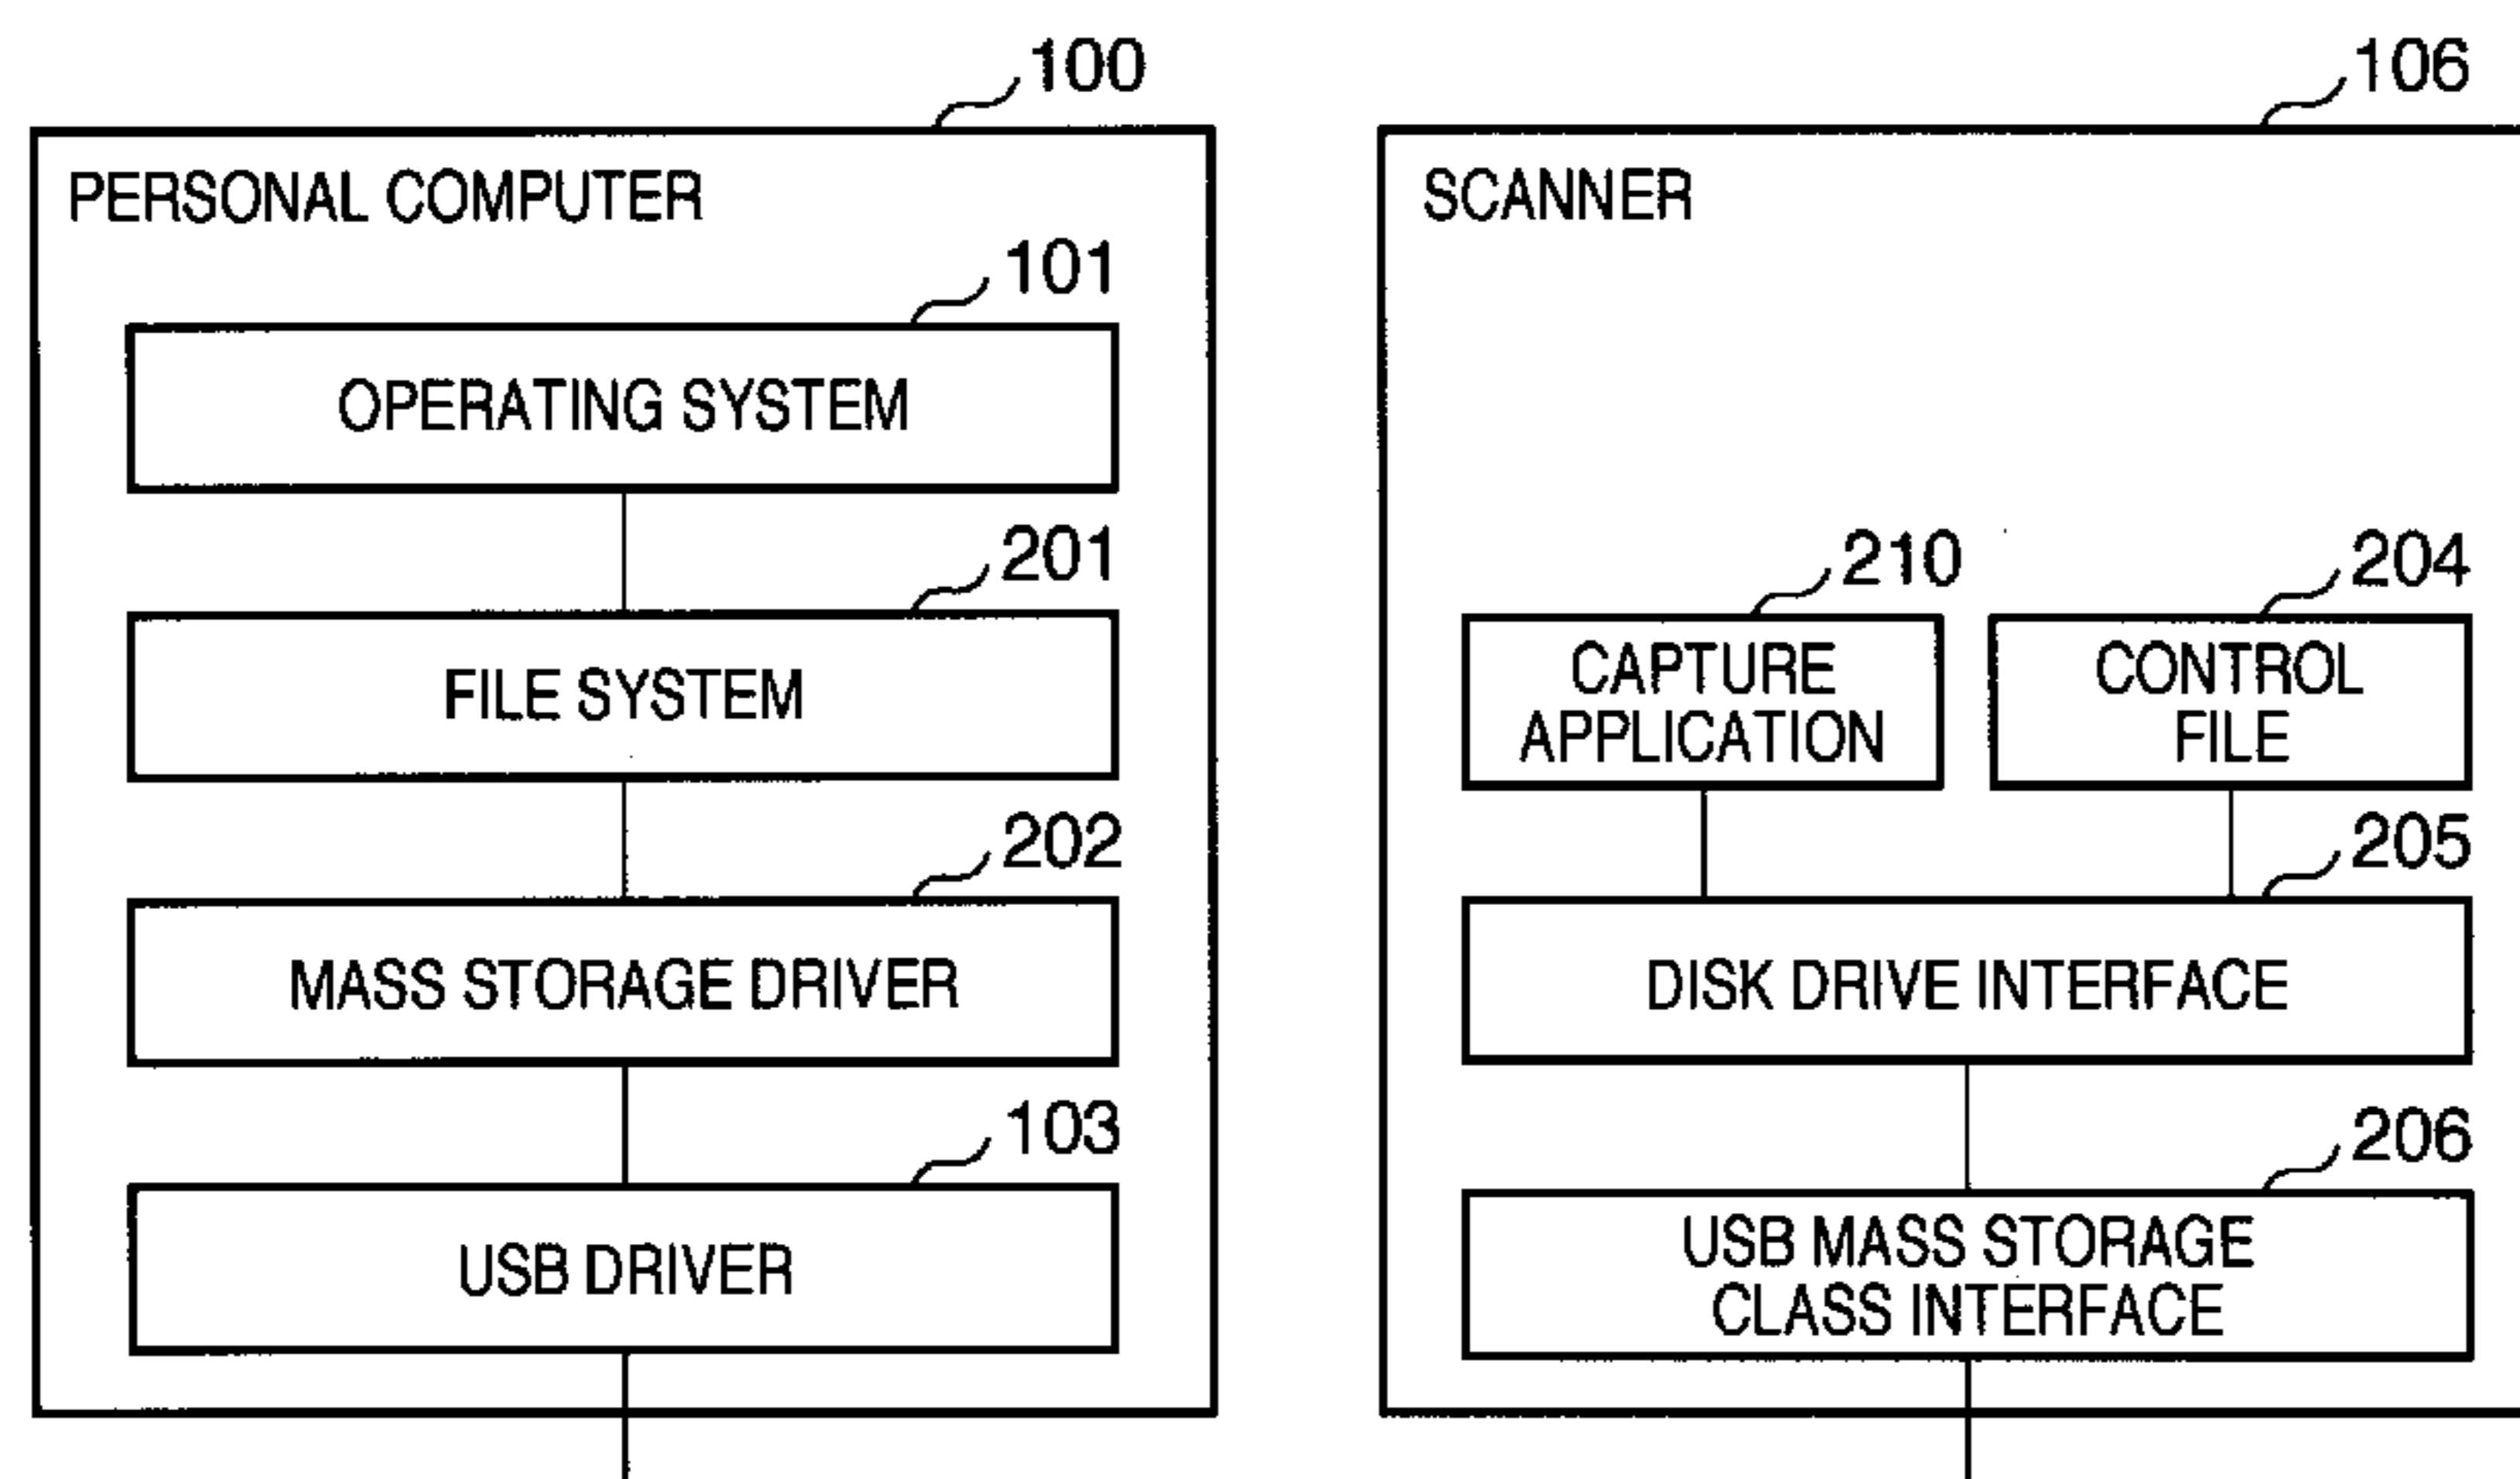 100
PERSONAL COMPUTER
101
OPERATING SYSTEM
201
FILE SYSTEM
202
MASS STORAGE DRIVER
103
USB DRIVER
106
SCANNER
210
CAPTURE
APPLICATION
204
CONTROL
FILE
205
DISK DRIVE INTERFACE
206
USB MASS STORAGE
CLASS INTERFACE